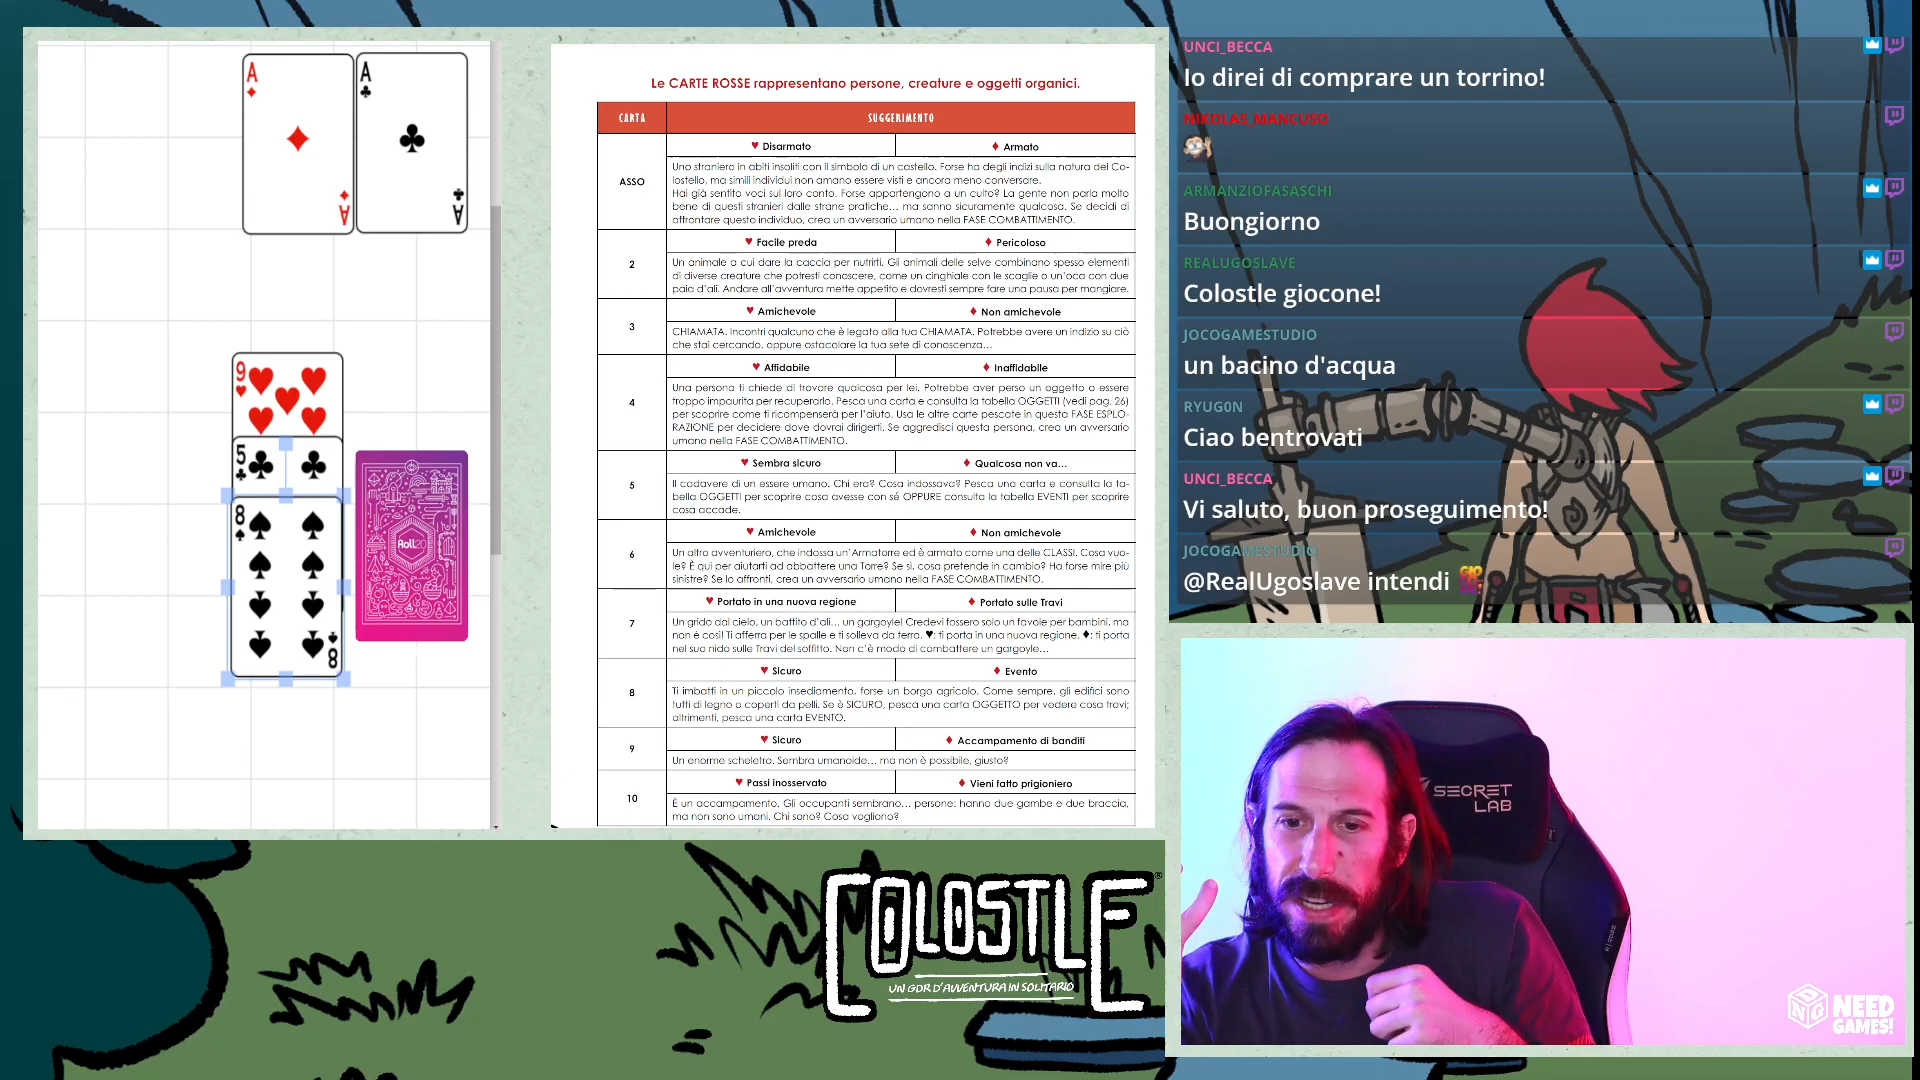 A
A
A
A
9
5
8
8
Roll20
Le CARTE ROSSE rappresentano persone, creature e oggetti organici.
CARTA
SUGGERIMENTO
ASSO
♥ Disarmato
♦ Armato
Uno straniero in abiti insoliti con il simbolo di un castello. Forse ha degli indizi sulla natura del Co-
lostello, ma simili individui non amano essere visti e ancora meno conversare.
Hai già sentito voci sul loro conto. Forse appartengono a un culto? La gente non parla molto
bene di questi stranieri dalle strane pratiche... ma sanno sicuramente qualcosa. Se decidi di
affrontare questo individuo, crea un avversario umano nella FASE COMBATTIMENTO.
2
♥ Facile preda
♦ Pericoloso
Un animale a cui dare la caccia per nutrirti. Gli animali delle selve combinano spesso elementi
di diverse creature che potresti conoscere, come un cinghiale con le scaglie o un'oca con due
paia d'ali. Andare all'avventura mette appetito e dovresti sempre fare una pausa per mangiare.
3
♥ Amichevole
♦ Non amichevole
CHIAMATA. Incontri qualcuno che è legato alla tua CHIAMATA. Potrebbe avere un indizio su ciò
che stai cercando, oppure ostacolare la tua sete di conoscenza...
4
♥ Affidabile
♦ Inaffidabile
Una persona ti chiede di trovare qualcosa per lei. Potrebbe aver perso un oggetto o essere
troppo impaurita per recuperarlo. Pesca una carta e consulta la tabella OGGETTI (vedi pag. 26)
per scoprire come ti ricompenserà per l'aiuto. Usa le altre carte pescate in questa FASE ESPLO-
RAZIONE per decidere dove dovrai dirigerti. Se aggredisci questa persona, crea un avversario
umano nella FASE COMBATTIMENTO.
5
♥ Sembra sicuro
♦ Qualcosa non va...
Il cadavere di un essere umano. Chi era? Cosa indossava? Pesca una carta e consulta la ta-
bella OGGETTI per scoprire cosa avesse con sé OPPURE consulta la tabella EVENTI per scoprire
cosa accade.
6
♥ Amichevole
♦ Non amichevole
Un altro avventuriero, che indossa un'Armatorre ed è armato come una delle CLASSI. Cosa vuo-
le? È qui per aiutarti ad abbattere una Torre? Se sì, cosa pretende in cambio? Ha forse mire più
sinistre? Se lo affronti, crea un avversario umano nella FASE COMBATTIMENTO.
7
♥ Portato in una nuova regione
♦ Portato sulle Travi
Un grido dal cielo, un battito d'ali... un gargoyle! Credevi fossero solo un favole per bambini, ma
non è così! Ti afferra per le spalle e ti solleva da terra. ♥: ti porta in una nuova regione. ♦: ti porta
nel suo nido sulle Travi del soffitto. Non c'è modo di combattere un gargoyle...
8
♥ Sicuro
♦ Evento
Ti imbatti in un piccolo insediamento, forse un borgo agricolo. Come sempre, gli edifici sono
tutti di legno o coperti da pelli. Se è SICURO, pesca una carta OGGETTO per vedere cosa trovi;
altrimenti, pesca una carta EVENTO.
9
♥ Sicuro
♦ Accampamento di banditi
Un enorme scheletro. Sembra umanoide... ma non è possibile, giusto?
10
♥ Passi inosservato
♦ Vieni fatto prigioniero
È un accampamento. Gli occupanti sembrano... persone: hanno due gambe e due braccia,
ma non sono umani. Chi sono? Cosa vogliono?
UNCI_BECCA
Io direi di comprare un torrino!
NIKOLAS_MANCUSO
ARMANZIOFASASCHI
Buongiorno
REALUGOSLAVE
Colostle giocone!
JOCOGAMESTUDIO
un bacino d'acqua
RYUG0N
Ciao bentrovati
UNCI_BECCA
Vi saluto, buon proseguimento!
JOCOGAMESTUDIO
@RealUgoslave intendi
COLOSTLE
®
UN GDR D'AVVENTURA IN SOLITARIO
SECRET
LAB
NEED
GAMES!